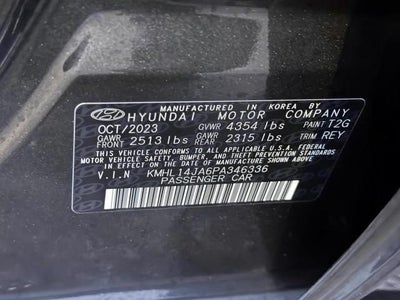 MANUFACTURED IN KOREA BY
HYUNDAI MOTOR COMPANY
OCT/2023 GVWR 4354 lbs PAINT T2G
GAWR FRONT 2513 lbs GAWR REAR 2315 lbs TRIM REY
THIS VEHICLE CONFORMS TO ALL APPLICABLE U.S.A. FEDERAL
MOTOR VEHICLE SAFETY, BUMPER, AND THEFT PREVENTION
STANDARDS IN EFFECT ON THE DATE OF MANUFACTURE SHOWN ABOVE.
V.I.N KMHL14JA6PA346336
PASSENGER CAR